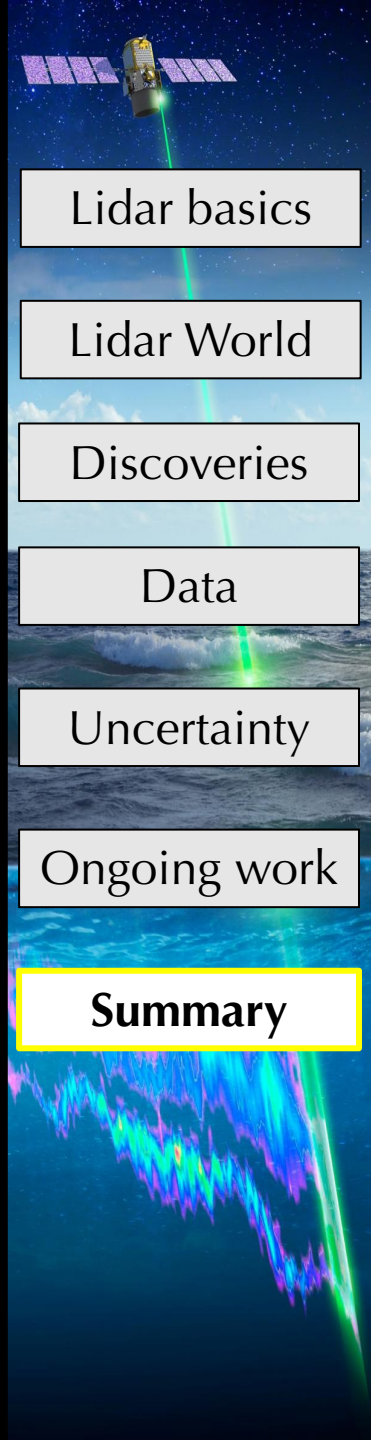 Lidar basics
Lidar World
Discoveries
Data
Uncertainty
Ongoing work
Summary